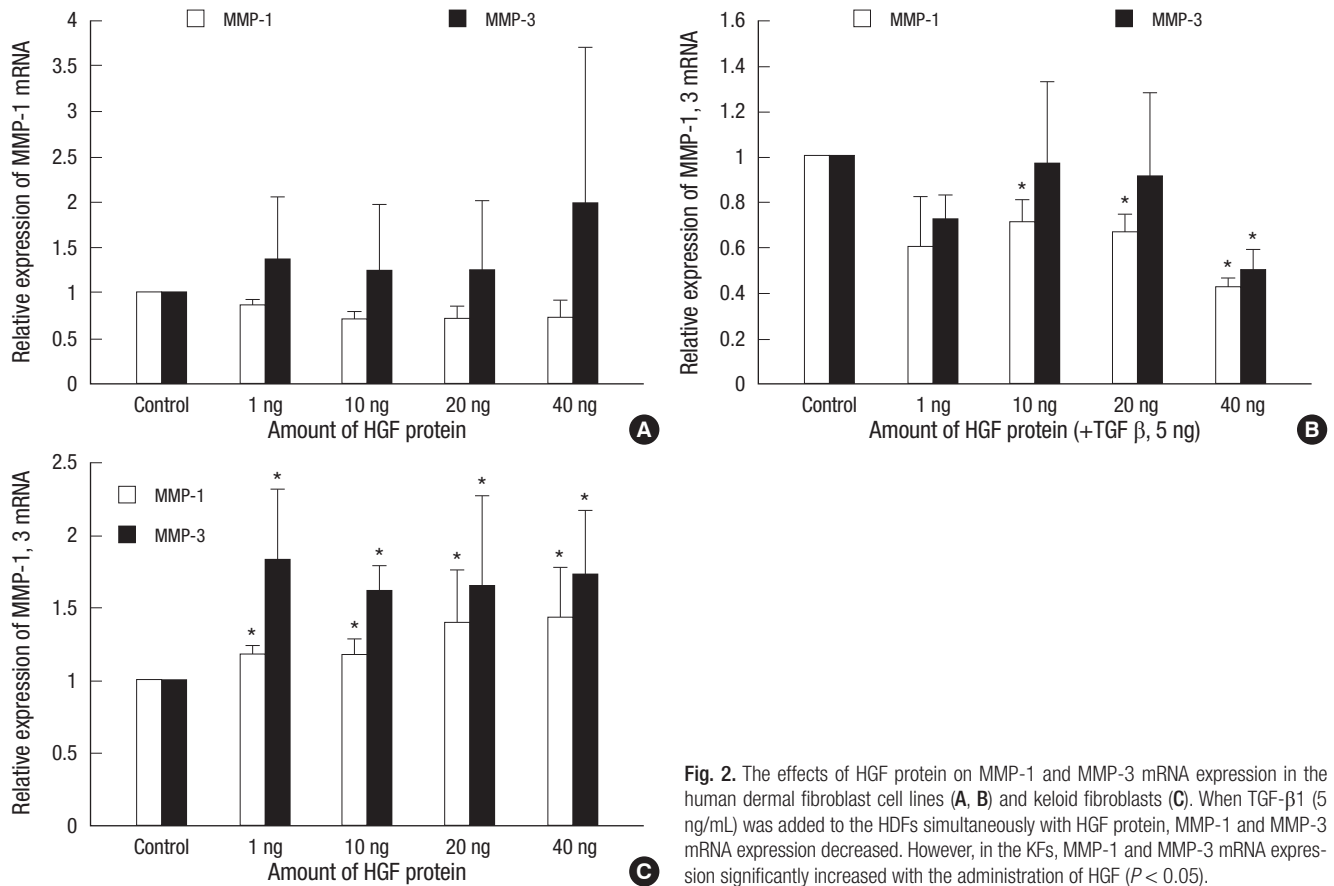 MMP-1 MMP-3
Relative expression of MMP-1 mRNA
4
3.5
3
2.5
2
1.5
1
0.5
0
Control 1 ng 10 ng 20 ng 40 ng
Amount of HGF protein
A
MMP-1 MMP-3
Relative expression of MMP-1, 3 mRNA
1.6
1.4
1.2
1
0.8
0.6
0.4
0.2
0
* * * *
Control 1 ng 10 ng 20 ng 40 ng
Amount of HGF protein (+TGF β, 5 ng)
B
MMP-1
MMP-3
Relative expression of MMP-1, 3 mRNA
2.5
2
1.5
1
0.5
0
* * * * * * * *
Control 1 ng 10 ng 20 ng 40 ng
Amount of HGF protein
C
Fig. 2. The effects of HGF protein on MMP-1 and MMP-3 mRNA expression in the
human dermal fibroblast cell lines (A, B) and keloid fibroblasts (C). When TGF-β1 (5
ng/mL) was added to the HDFs simultaneously with HGF protein, MMP-1 and MMP-3
mRNA expression decreased. However, in the KFs, MMP-1 and MMP-3 mRNA expres-
sion significantly increased with the administration of HGF (P < 0.05).